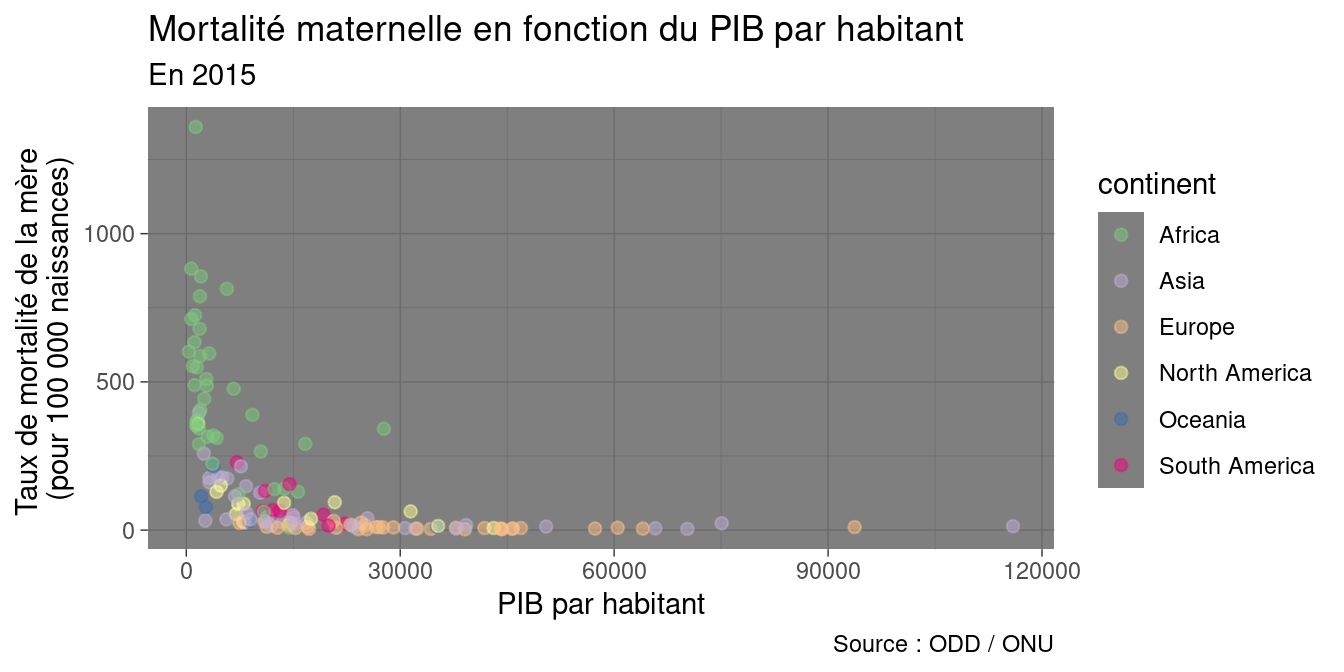 Mortalité maternelle en fonction du PIB par habitant
En 2015
Taux de mortalité de la mère
(pour 100 000 naissances)
1000
500
0
0 30000 60000 90000 120000
PIB par habitant
continent
Africa
Asia
Europe
North America
Oceania
South America
Source : ODD / ONU